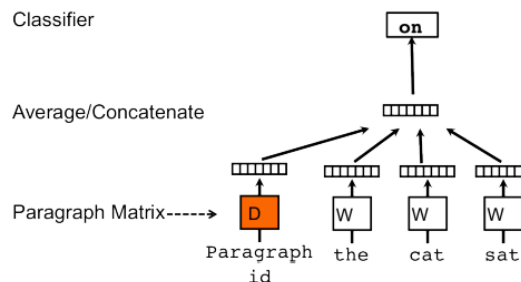 Classifier
on
Average/Concatenate
Paragraph Matrix
D
W
W
W
Paragraph
id
the
cat
sat